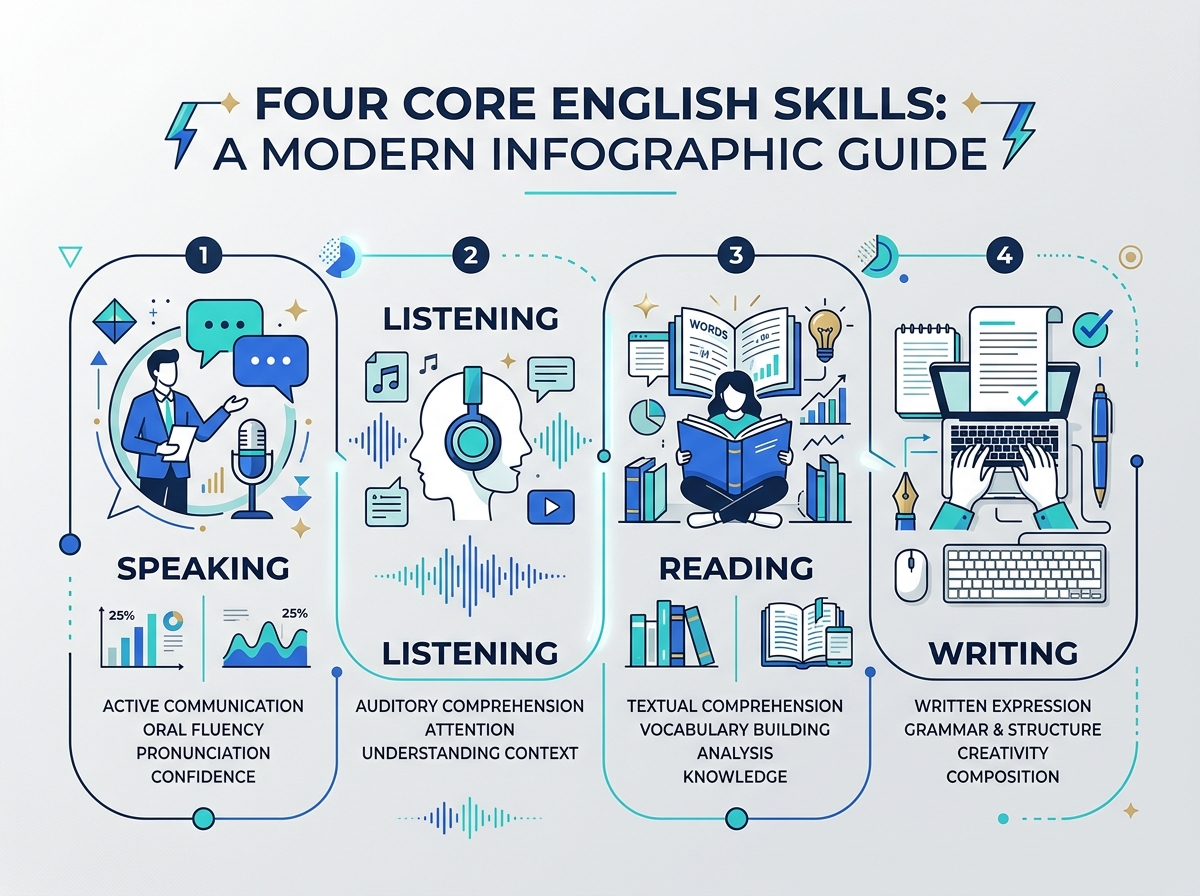 FOUR CORE ENGLISH SKILLS:
A MODERN INFOGRAPHIC GUIDE
1
SPEAKING
25%
25%
ACTIVE COMMUNICATION
ORAL FLUENCY
PRONUNCIATION
CONFIDENCE
2
LISTENING
LISTENING
AUDITORY COMPREHENSION
ATTENTION
UNDERSTANDING CONTEXT
3
WORDS
READING
TEXTUAL COMPREHENSION
VOCABULARY BUILDING
ANALYSIS
KNOWLEDGE
4
WRITING
WRITTEN EXPRESSION
GRAMMAR & STRUCTURE
CREATIVITY
COMPOSITION